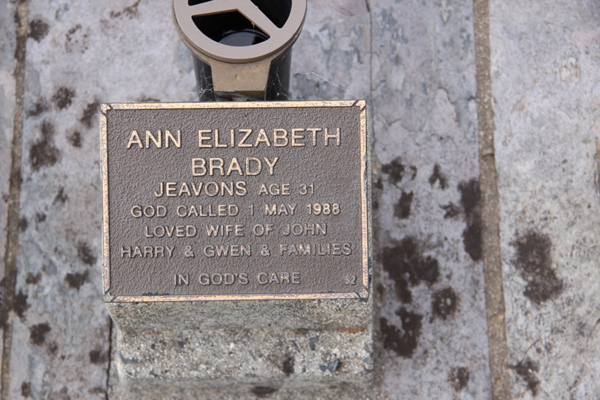 ANN ELIZABETH
BRADY
JEAVONS AGE 31
GOD CALLED 1 MAY 1988
LOVED WIFE OF JOHN
HARRY & GWEN & FAMILIES
IN GOD'S CARE